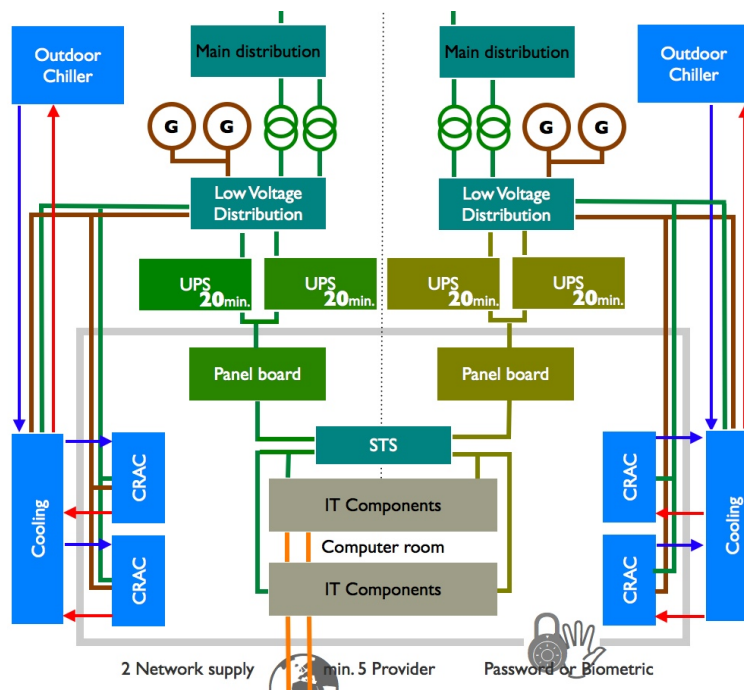 Outdoor
Chiller
Main distribution
Main distribution
Outdoor
Chiller
G
G
G
G
Low Voltage
Distribution
Low Voltage
Distribution
UPS
20min.
UPS
20min.
UPS
20min.
UPS
20min.
Panel board
Panel board
STS
CRAC
CRAC
Cooling
IT Components
Computer room
IT Components
CRAC
CRAC
Cooling
2 Network supply
min. 5 Provider
Password or Biometric